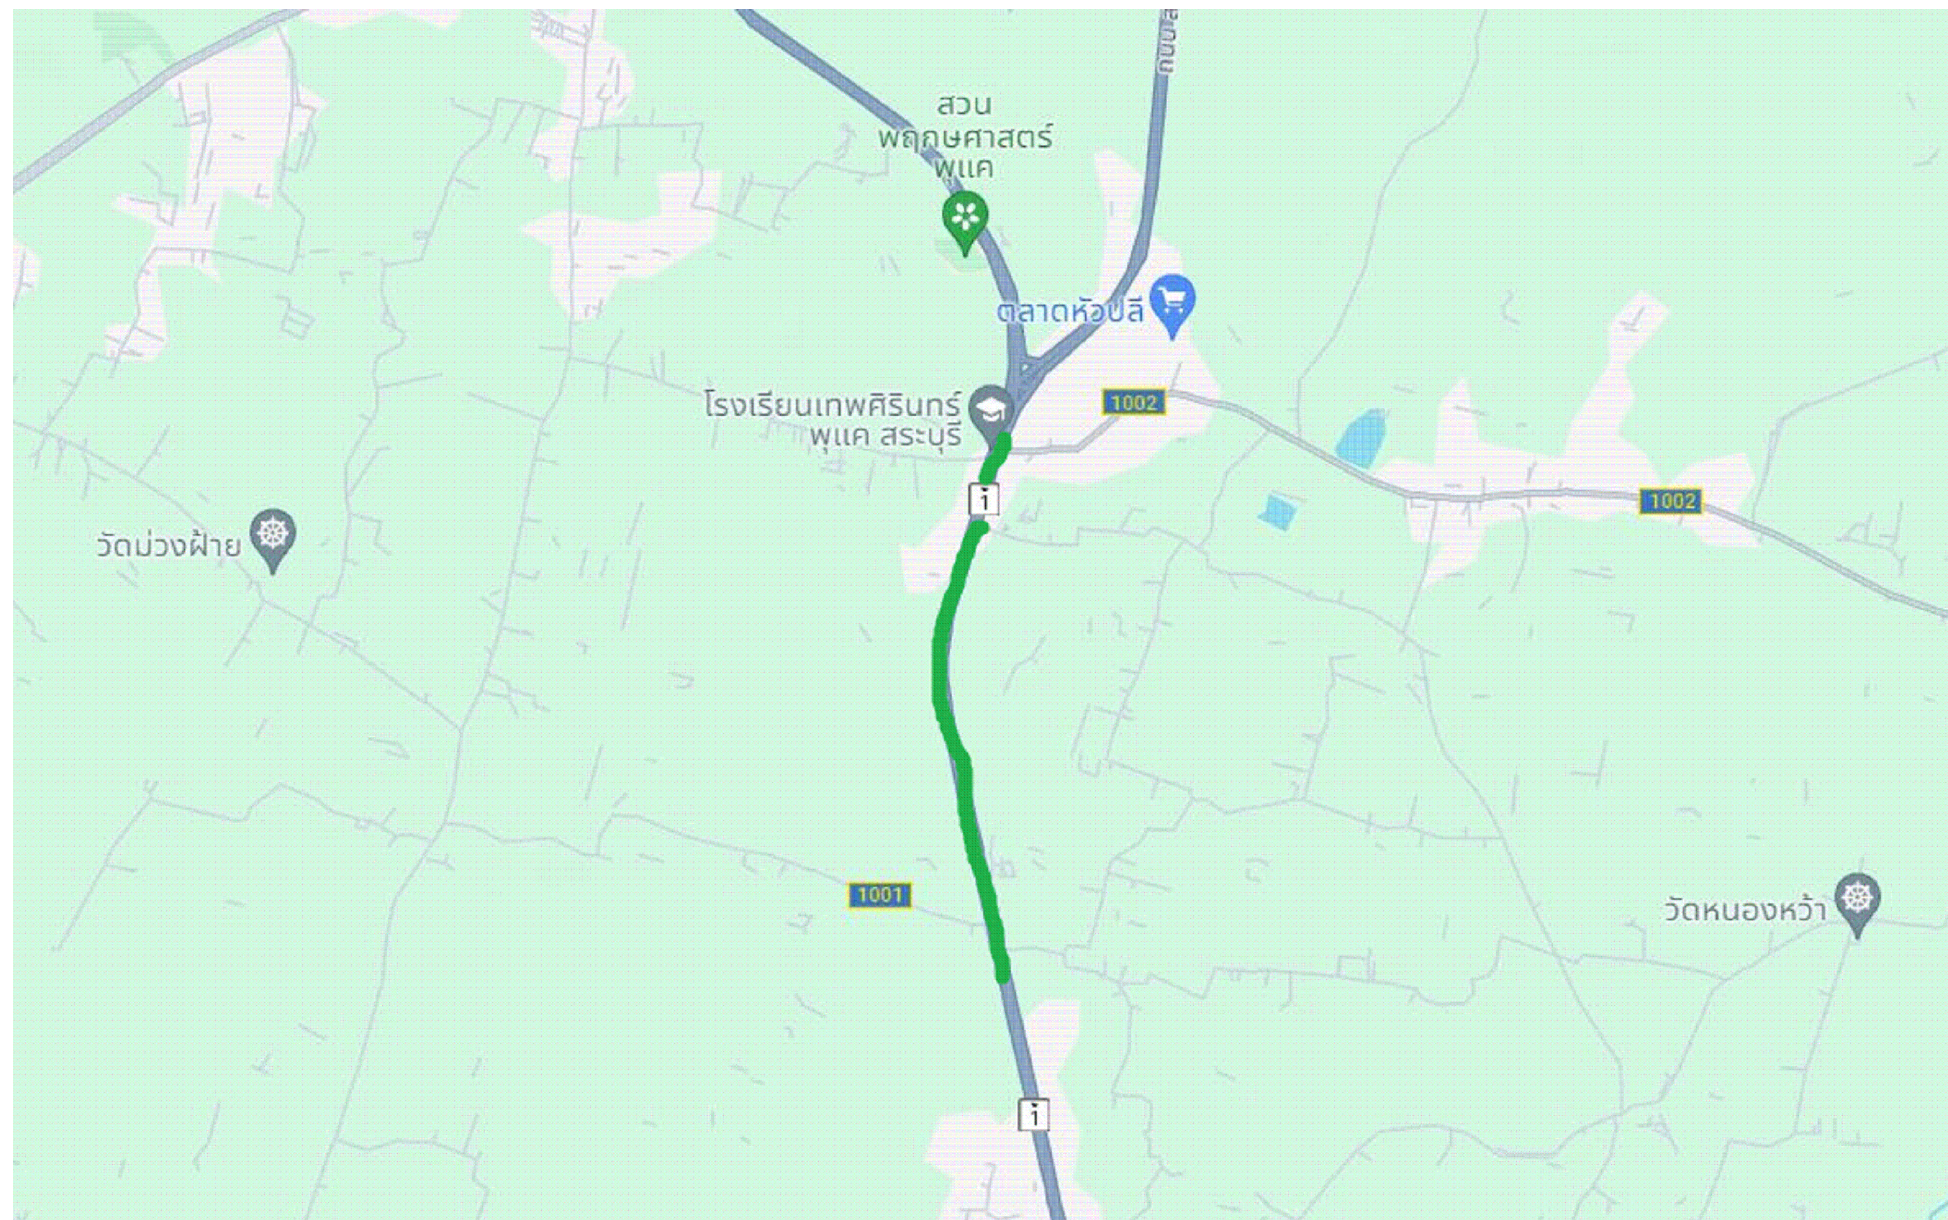 สวน
พฤกษศาสตร์
พุแค
ตลาดหัวปลี
โรงเรียนเทพศิรินทร์
พุแค สระบุรี
1002
1
1002
วัดม่วงฝ้าย
1001
วัดหนองหว้า
1